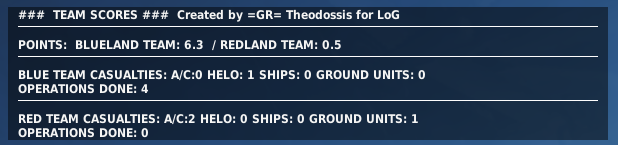 ### TEAM SCORES ### Created by =GR= Theodossis for LoG
POINTS: BLUELAND TEAM: 6.3 / REDLAND TEAM: 0.5
BLUE TEAM CASUALTIES: A/C:0 HELO: 1 SHIPS: 0 GROUND UNITS: 0
OPERATIONS DONE: 4
RED TEAM CASUALTIES: A/C:2 HELO: 0 SHIPS: 0 GROUND UNITS: 1
OPERATIONS DONE: 0